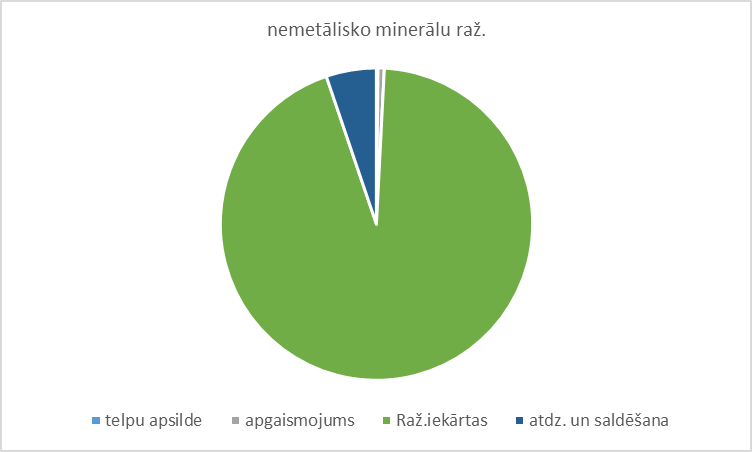 nemetālisko minerālu raž.
telpu apsilde apgaismojums Raž.iekārtas atdz. un saldēšana